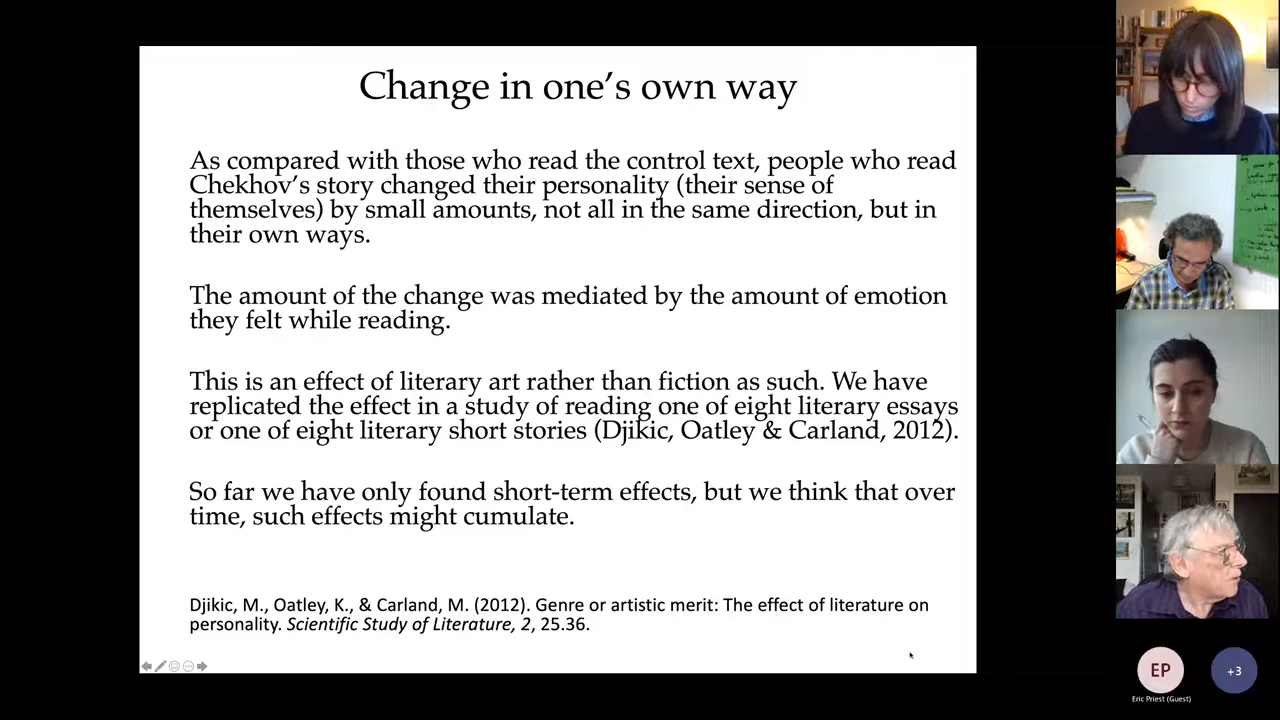 Change in one's own way
As compared with those who read the control text, people who read
Chekhov's story changed their personality (their sense of
themselves) by small amounts, not all in the same direction, but in
their own ways.
The amount of the change was mediated by the amount of emotion
they felt while reading.
This is an effect of literary art rather than fiction as such. We have
replicated the effect in a study of reading one of eight literary essays
or one of eight literary short stories (Djikic, Oatley & Carland, 2012).
So far we have only found short-term effects, but we think that over
time, such effects might cumulate.
Djikic, M., Oatley, K., & Carland, M. (2012). Genre or artistic merit: The effect of literature on
personality. Scientific Study of Literature, 2, 25.36.
EP
+3
Eric Priest (Guest)